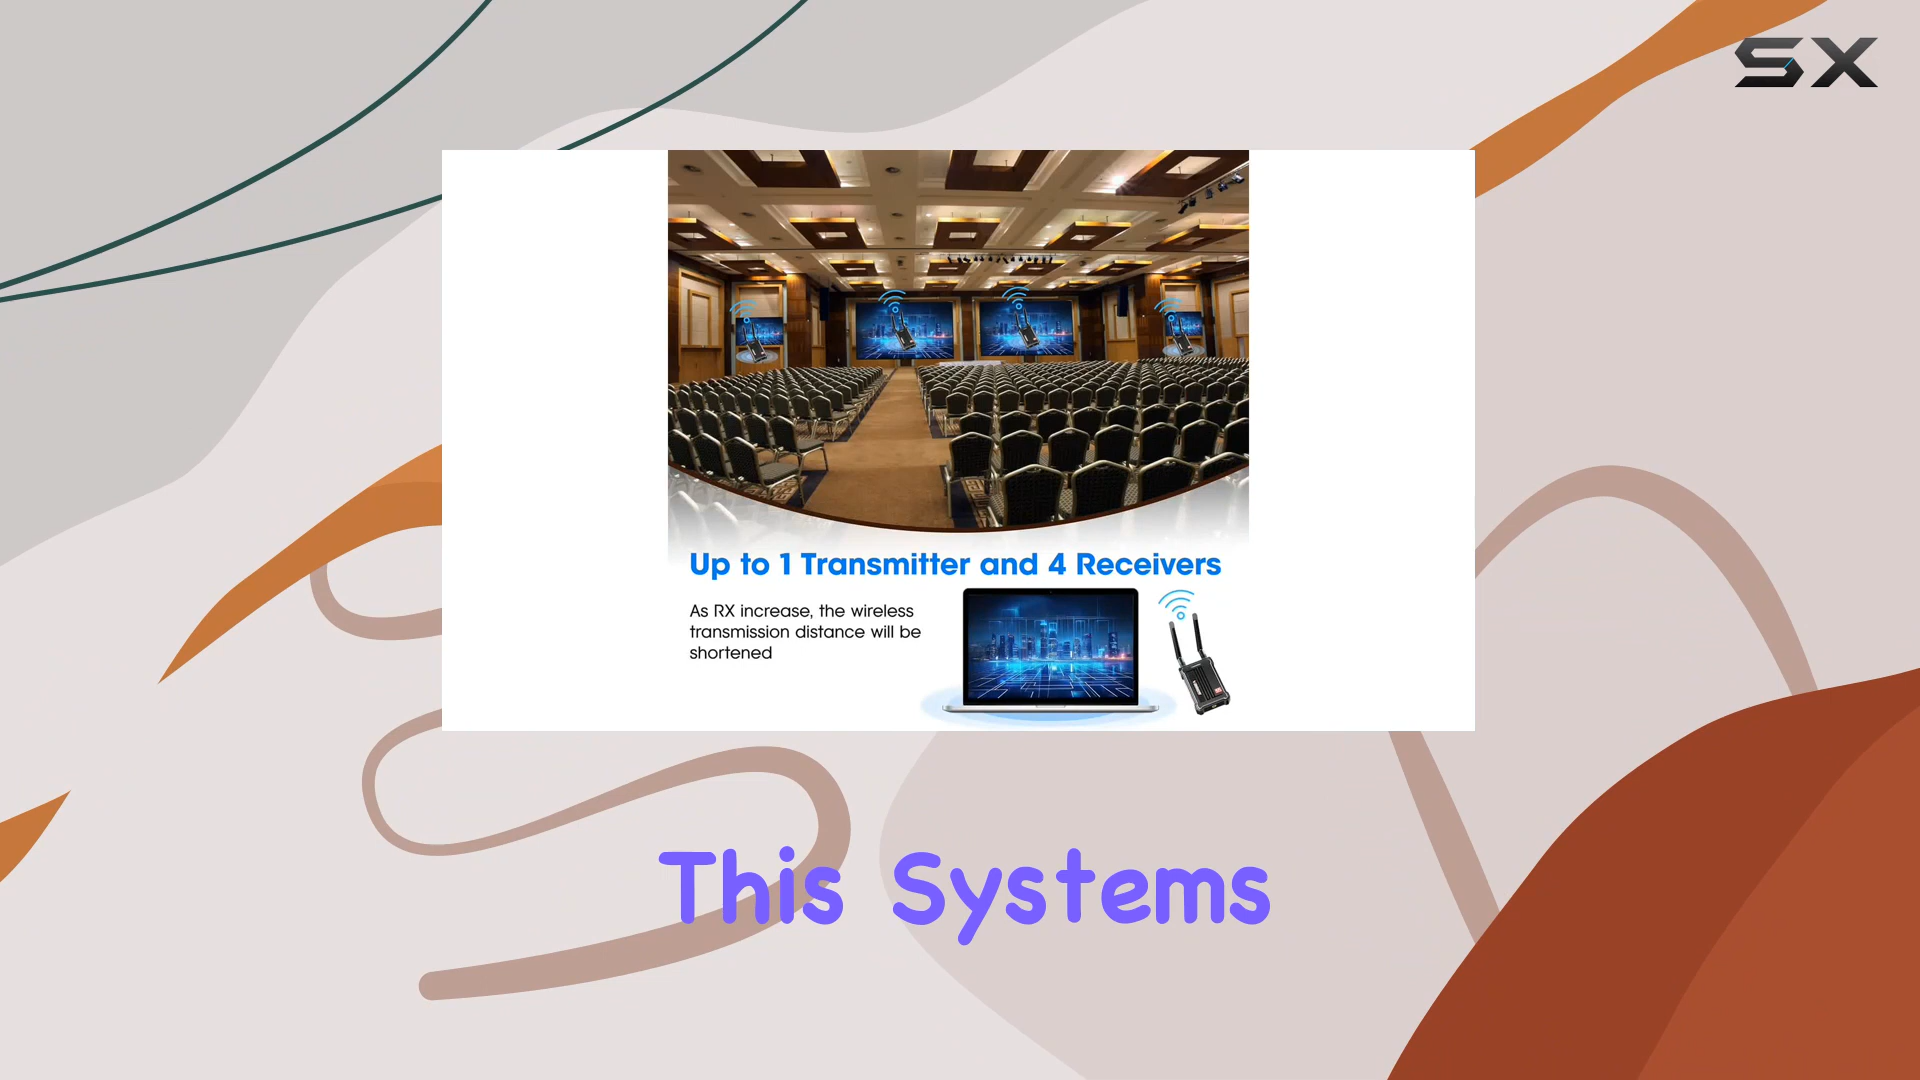 SX
Up to 1 Transmitter and 4 Receivers
As RX increase, the wireless
transmission distance will be
shortened
This Systems